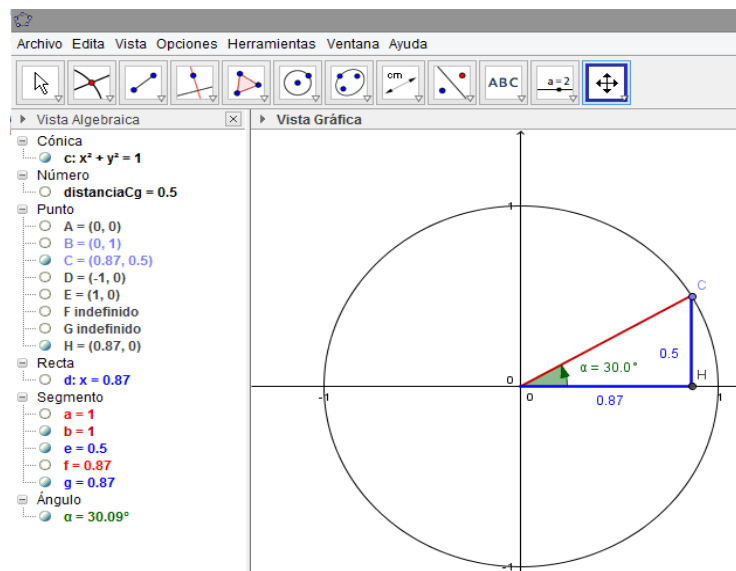 Archivo Edita Vista Opciones Herramientas Ventana Ayuda
cm
ABC
a=2
Vista Algebraica
Cónica
c: x² + y² = 1
Número
distanciaCg = 0.5
Punto
A = (0, 0)
B = (0, 1)
C = (0.87, 0.5)
D = (-1, 0)
E = (1, 0)
F indefinido
G indefinido
H = (0.87, 0)
Recta
d: x = 0.87
Segmento
a = 1
b = 1
e = 0.5
f = 0.87
g = 0.87
Ángulo
α = 30.09°
Vista Gráfica
1
C
0.5
α = 30.0°
H
0
-1
0
0.87
1
-1